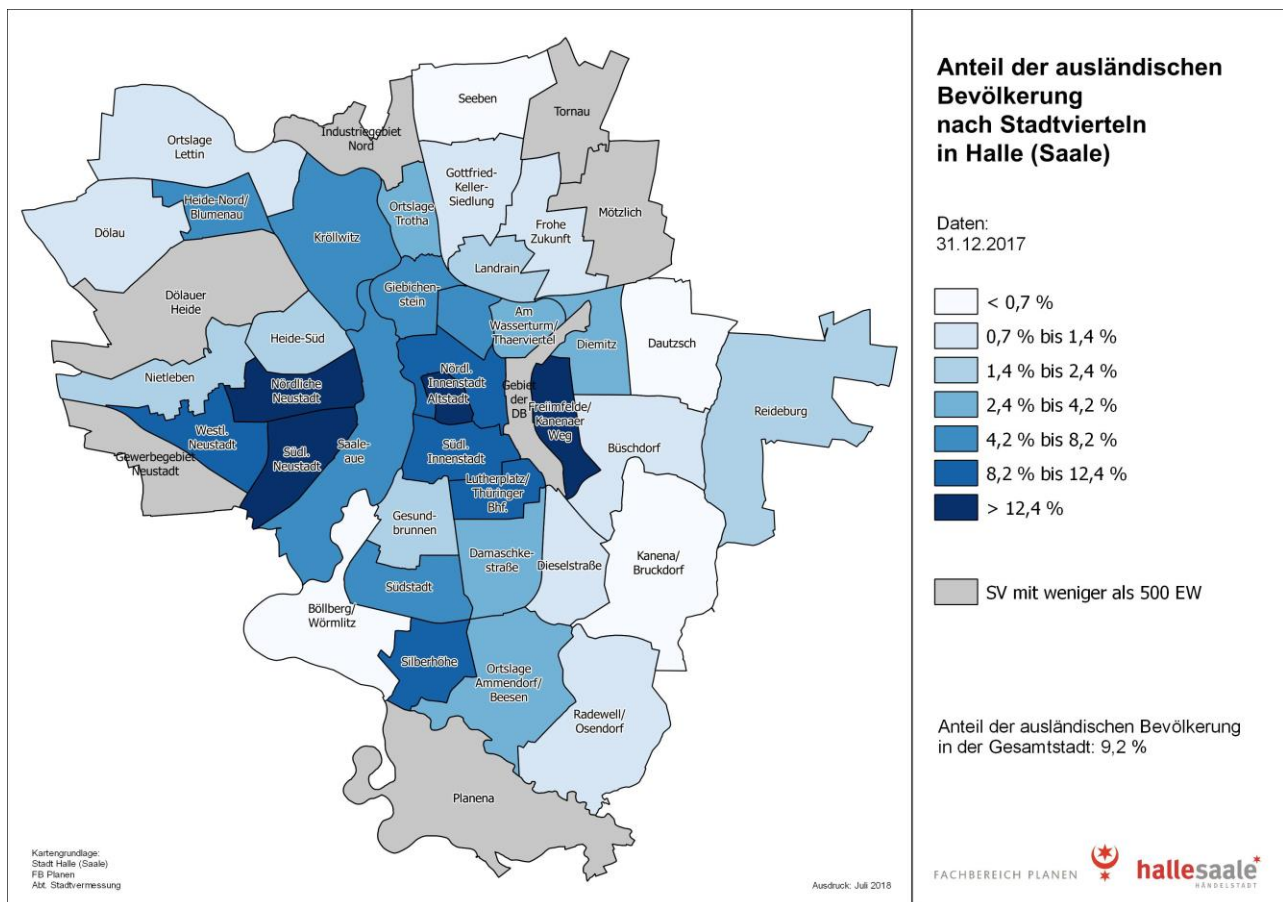 Anteil der ausländischen
Bevölkerung
nach Stadtvierteln
in Halle (Saale)
Daten:
31.12.2017
< 0,7 %
0,7 % bis 1,4 %
1,4 % bis 2,4 %
2,4 % bis 4,2 %
4,2 % bis 8,2 %
8,2 % bis 12,4 %
> 12,4 %
SV mit weniger als 500 EW
Anteil der ausländischen Bevölkerung
in der Gesamtstadt: 9,2 %
FACHBEREICH PLANEN
hallesaale*
HÄNDELSTADT
Seeben
Tornau
Industriegebiet
Nord
Ortslage
Lettin
Gottfried-
Keller-
Siedlung
Heide-Nord/
Blumenau
Ortslage
Trotha
Mötzlich
Dölau
Kröllwitz
Frohe
Zukunft
Landrain
Giebichen-
stein
Dölauer
Heide
Am
Wasserturm/
Thaerviertel
Heide-Süd
Diemitz
Dautzsch
Nördl.
Innenstadt
Altstadt
Nietleben
Nördliche
Neustadt
Gebiet
der
DB
Freiimfelde/
Kanenaer
Weg
Reideburg
Westl.
Neustadt
Südl.
Neustadt
Saale-
aue
Südl.
Innenstadt
Büschdorf
Gewerbegebiet
Neustadt
Lutherplatz/
Thüringer
Bhf.
Gesund-
brunnen
Damaschke-
straße
Dieselstraße
Kanena/
Bruckdorf
Südstadt
Böllberg/
Wörmlitz
Silberhöhe
Ortslage
Ammendorf/
Beesen
Radewell/
Osendorf
Planena
Kartengrundlage:
Stadt Halle (Saale)
FB Planen
Abt. Stadtvermessung
Ausdruck: Juli 2018